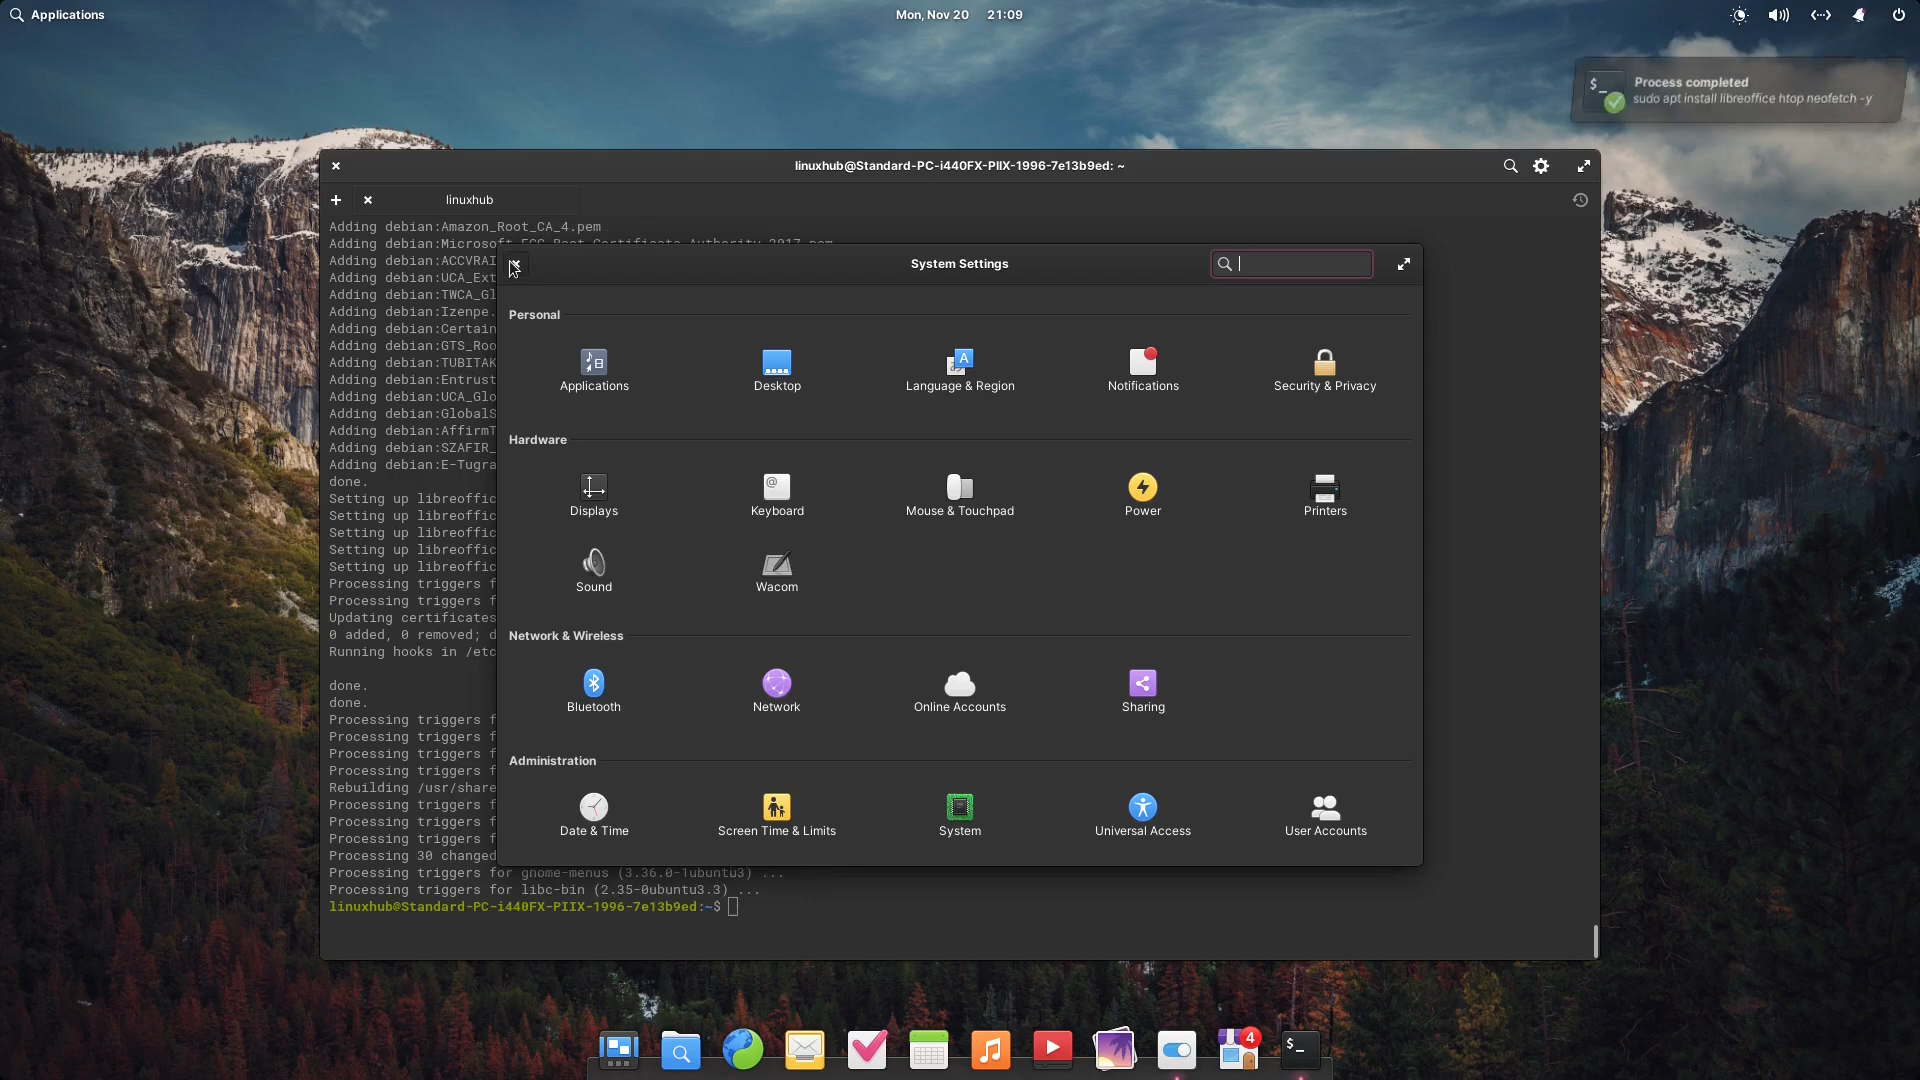 Applications
Mon, Nov 20 21:09
Process completed
sudo apt install libreoffice htop neofetch -y
linuxhub@Standard-PC-i440FX-PIIX-1996-7e13b9ed: ~
linuxhub
Adding debian:Amazon_Root_CA_4.pem
Adding debian:Microsoft_ECC_Root_Certificate_Authority_2017.pem
Adding debian:ACCVRAI
Adding debian:UCA_Ext
Adding debian:TWCA_Gl
Adding debian:Izenpe.
Adding debian:Certain
Adding debian:GTS_Roo
Adding debian:TUBITAK
Adding debian:Entrust
Adding debian:UCA_Glo
Adding debian:GlobalS
Adding debian:AffirmT
Adding debian:SZAFIR_
Adding debian:E-Tugra
done.
Setting up libreoffic
Setting up libreoffic
Setting up libreoffic
Setting up libreoffic
Setting up libreoffic
Processing triggers f
Processing triggers f
Updating certificates
0 added, 0 removed; d
Running hooks in /etc
done.
done.
Processing triggers f
Processing triggers f
Processing triggers f
Processing triggers f
Rebuilding /usr/share
Processing triggers f
Processing triggers f
Processing triggers f
Processing 30 changed
Processing triggers for gnome-menus (3.36.0-1ubuntu3) ...
Processing triggers for libc-bin (2.35-0ubuntu3.3) ...
linuxhub@Standard-PC-i440FX-PIIX-1996-7e13b9ed:~$
System Settings
Personal
Applications
Desktop
Language & Region
Notifications
Security & Privacy
Hardware
Displays
Keyboard
Mouse & Touchpad
Power
Printers
Sound
Wacom
Network & Wireless
Bluetooth
Network
Online Accounts
Sharing
Administration
Date & Time
Screen Time & Limits
System
Universal Access
User Accounts
4